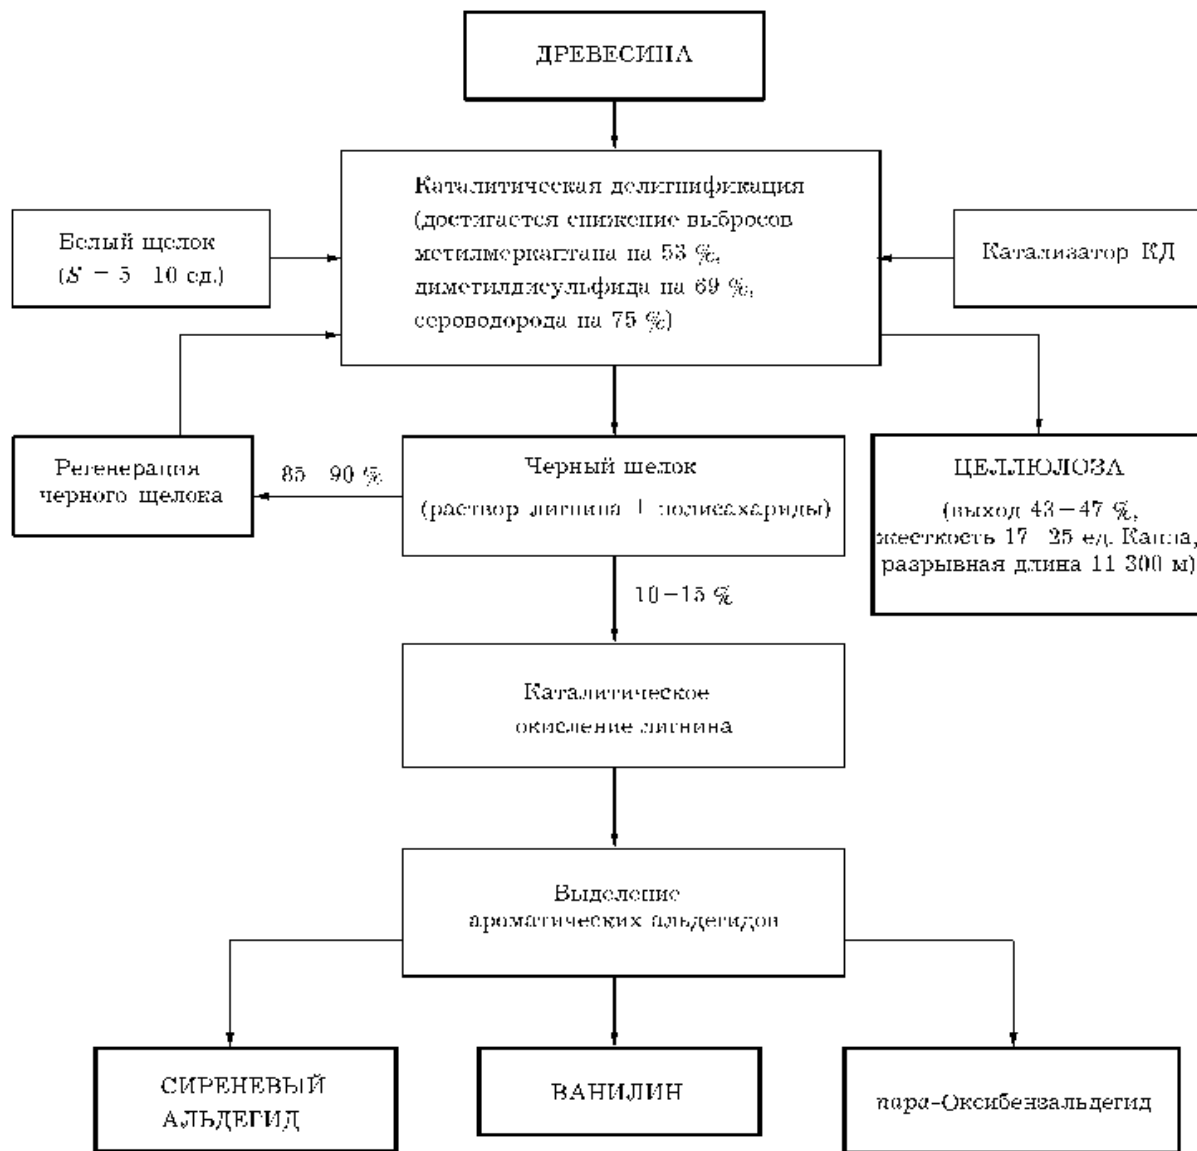 ДРЕВЕСИНА
Каталитическая делигнификация
(достигается снижение выбросов
метилмеркаптана на 53 %,
диметилдисульфида на 69 %,
сероводорода на 75 %)
Белый щелок
(S = 5–10 ед.)
Катализатор КД
Регенерация
черного щелока
85–90 %
Черный щелок
(раствор лигнина + полисахариды)
ЦЕЛЛЮЛОЗА
(выход 43–47 %,
жесткость 17–25 ед. Каппа,
разрывная длина 11 300 м)
10–15 %
Каталитическое
окисление лигнина
Выделение
ароматических альдегидов
СИРЕНЕВЫЙ
АЛЬДЕГИД
ВАНИЛИН
пара-Оксибензальдегид